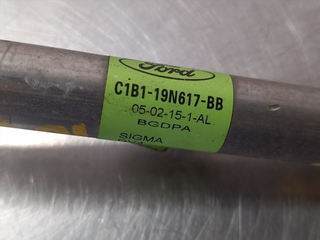 Ford
C1B1-19N617-BB
05-02-15-1-AL
BGDPA
SIGMA